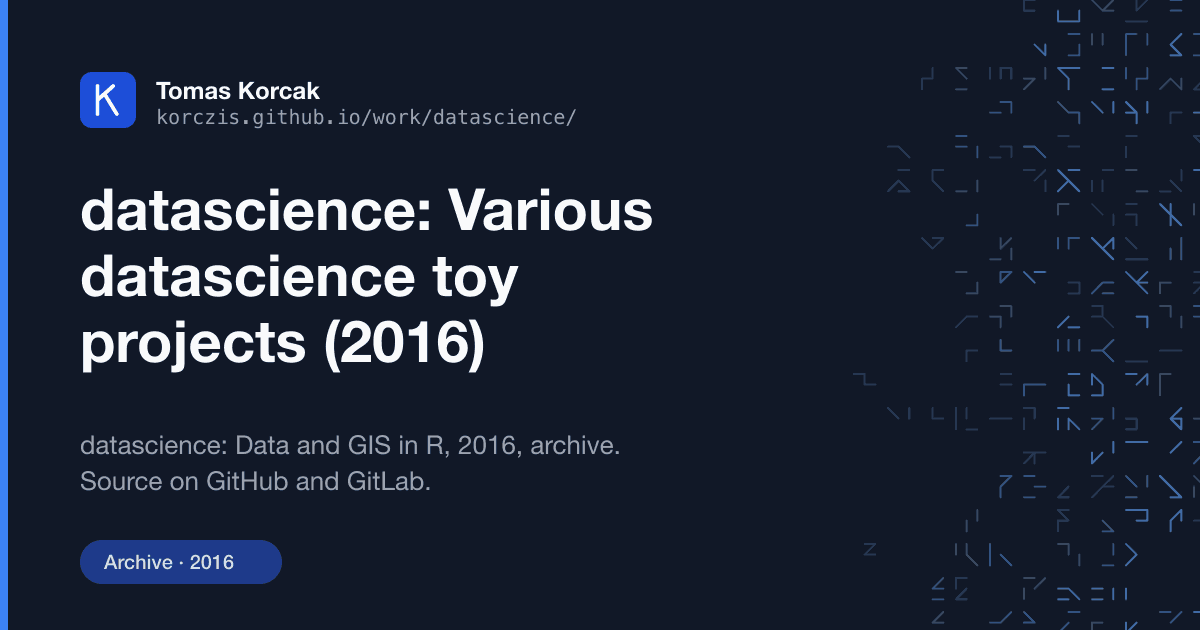 K
Tomas Korcak
korczis.github.io/work/datascience/
datascience: Various
datascience toy
projects (2016)
datascience: Data and GIS in R, 2016, archive.
Source on GitHub and GitLab.
Archive · 2016